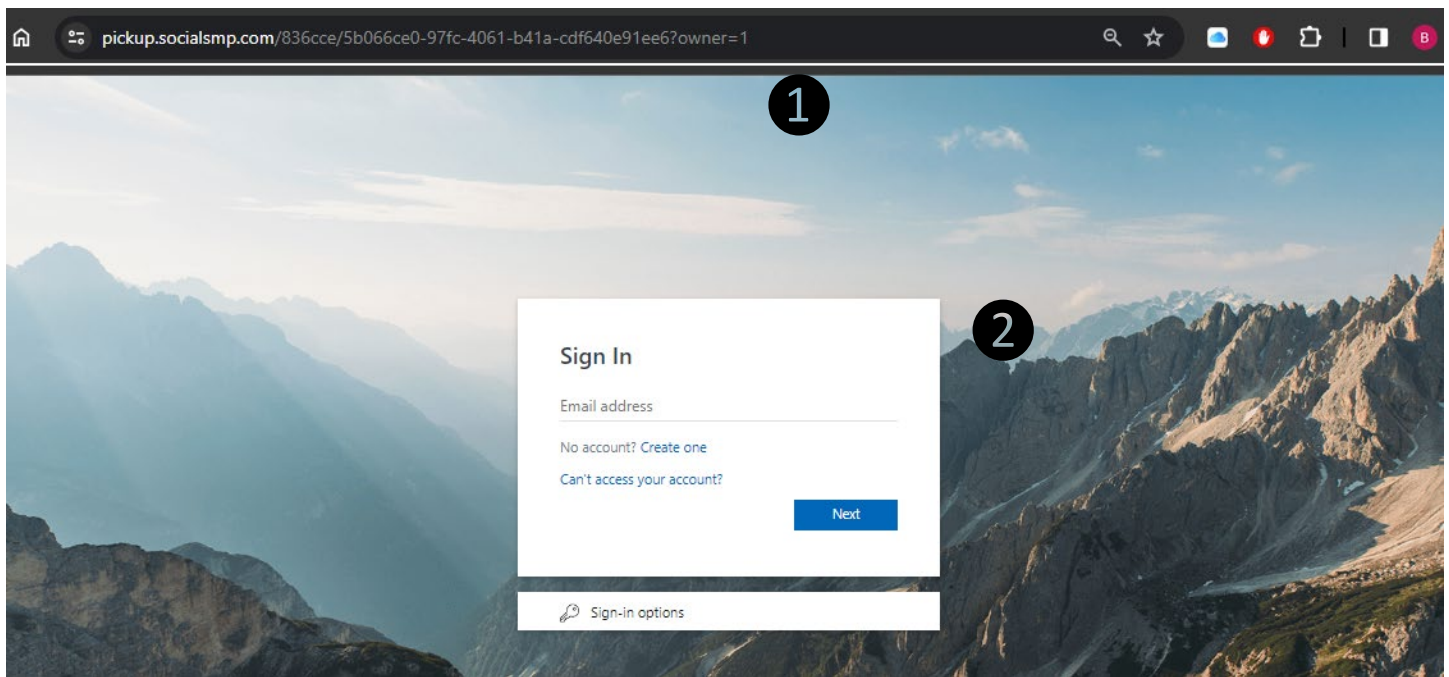 pickup.socialsmp.com/836cce/5b066ce0-97fc-4061-b41a-cdf640e91ee6?owner=1
B
1
2
Sign In
Email address
No account? Create one
Can't access your account?
Next
Sign-in options